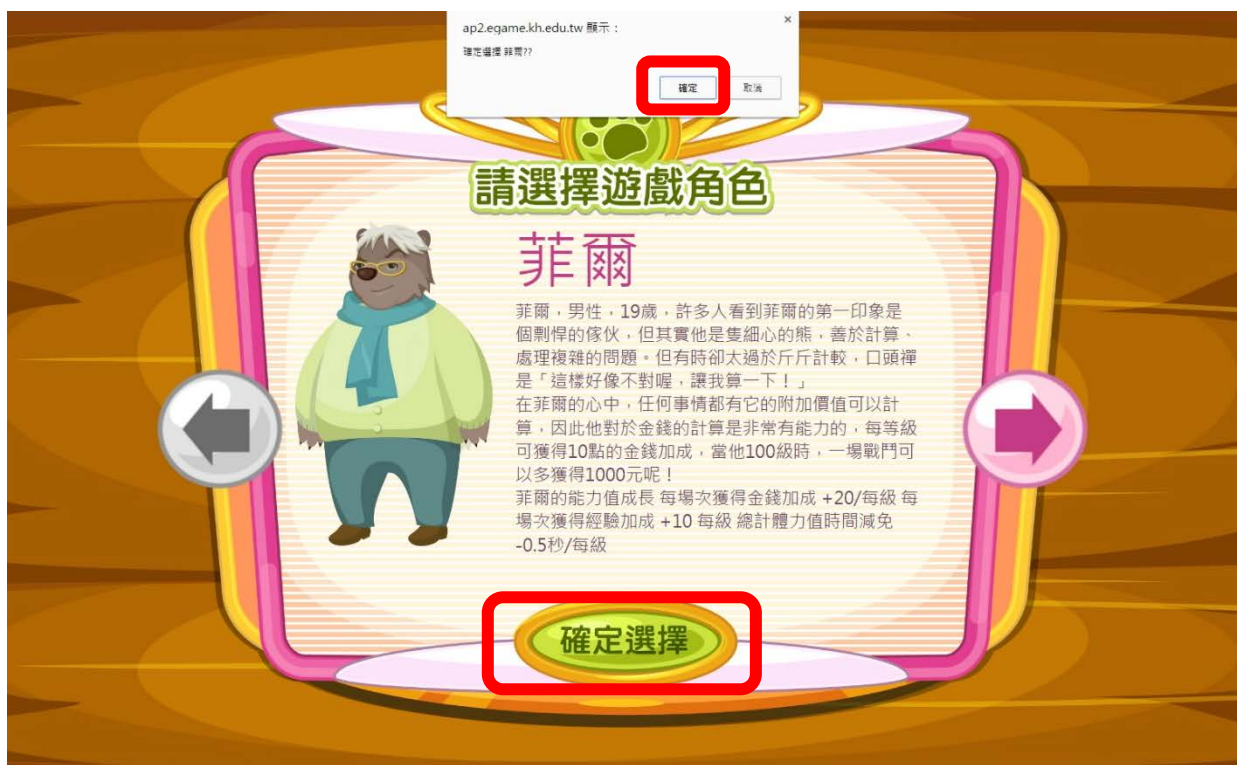 ap2.egame.kh.edu.tw 顯示：
確定選擇 菲爾??
確定
取消
請選擇遊戲角色
菲爾
菲爾，男性，19歲，許多人看到菲爾的第一印象是
個剽悍的傢伙，但其實他是隻細心的熊，善於計算、
處理複雜的問題。但有時卻太過於斤斤計較，口頭禪
是「這樣好像不對喔，讓我算一下！」
在菲爾的心中，任何事情都有它的附加價值可以計
算，因此他對於金錢的計算是非常有能力的，每等級
可獲得10點的金錢加成，當他100級時，一場戰鬥可
以多獲得1000元呢！
菲爾的能力值成長 每場次獲得金錢加成 +20/每級 每
場次獲得經驗加成 +10 每級 總計體力值時間減免
-0.5秒/每級
確定選擇